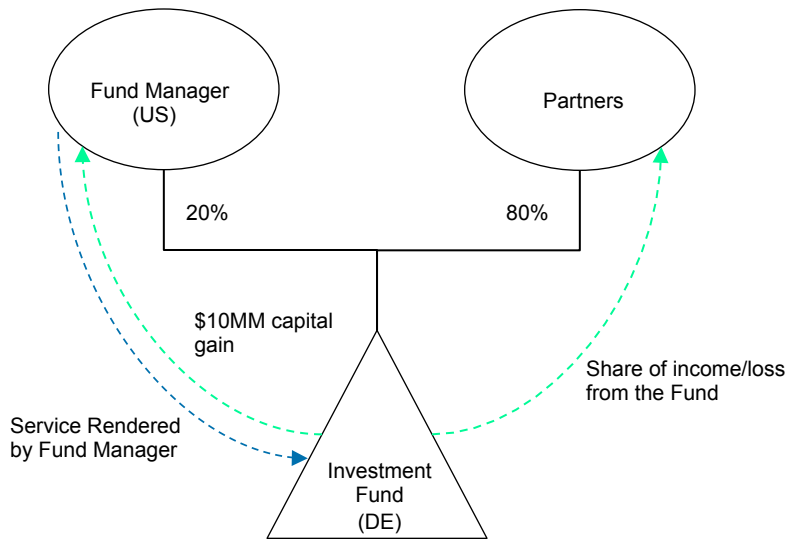 Fund Manager
(US)
Partners
20%
80%
$10MM capital
gain
Share of income/loss
from the Fund
Service Rendered
by Fund Manager
Investment
Fund
(DE)